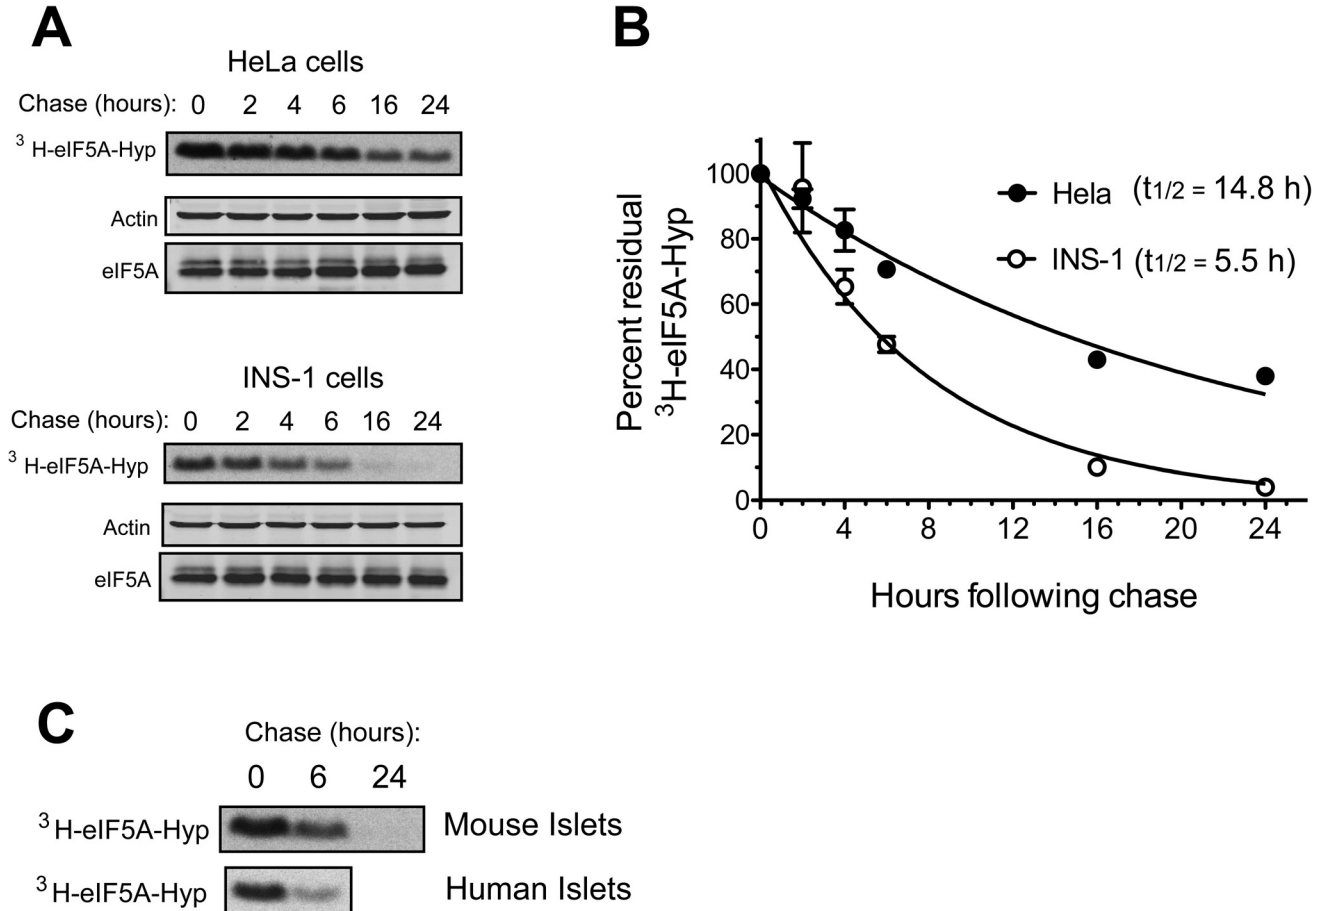 A
HeLa cells
Chase (hours): 0 2 4 6 16 24
3 H-eIF5A-Hyp
Actin
eIF5A
INS-1 cells
Chase (hours): 0 2 4 6 16 24
3 H-eIF5A-Hyp
Actin
eIF5A
B
Percent residual
3H-eIF5A-Hyp
100
80
60
40
20
0
0 4 8 12 16 20 24
Hours following chase
Hela (t1/2 = 14.8 h)
INS-1 (t1/2 = 5.5 h)
C
Chase (hours):
0 6 24
3 H-eIF5A-Hyp Mouse Islets
3 H-eIF5A-Hyp Human Islets